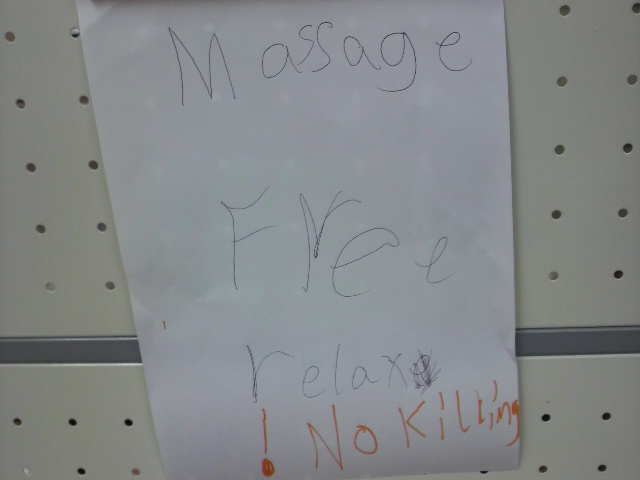 Massage
Free
relax
! No Killing